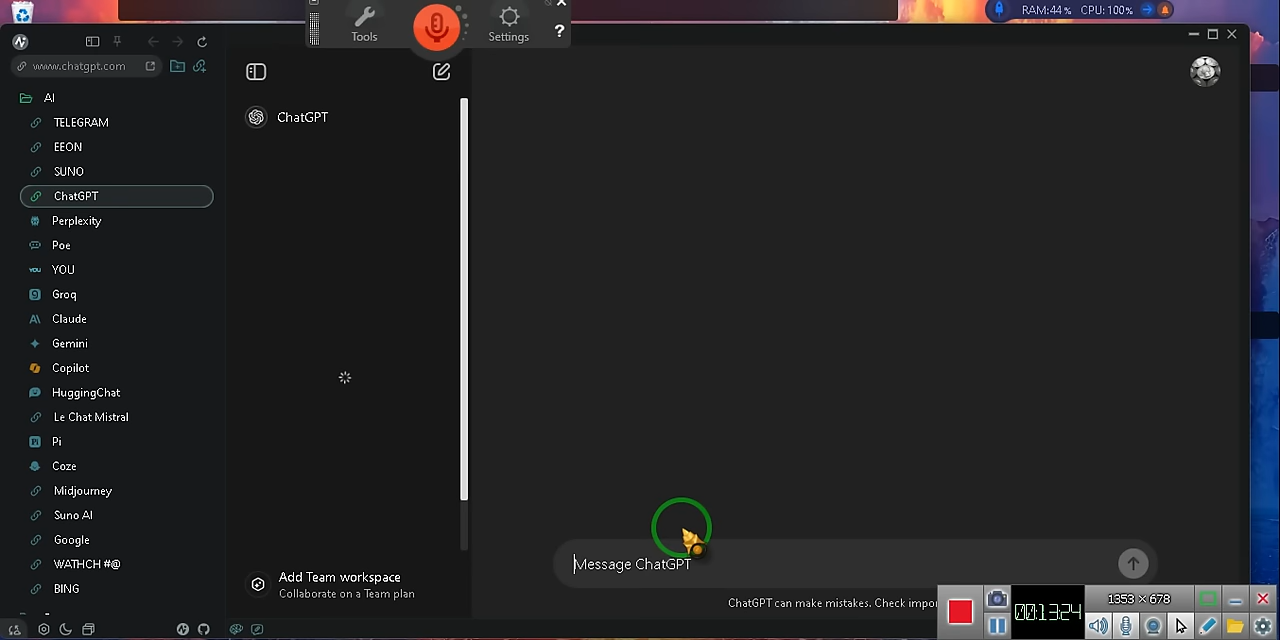 RAM:44% CPU: 100%
Tools
Settings
?
www.chatgpt.com
AI
TELEGRAM
EEON
SUNO
ChatGPT
Perplexity
Poe
YOU
YOU
Groq
Claude
Gemini
Copilot
HuggingChat
Le Chat Mistral
Pi
Coze
Midjourney
Suno AI
Google
WATHCH #@
BING
ChatGPT
Add Team workspace
Collaborate on a Team plan
Message ChatGPT
ChatGPT can make mistakes. Check impor
00:13:24
1353 × 678